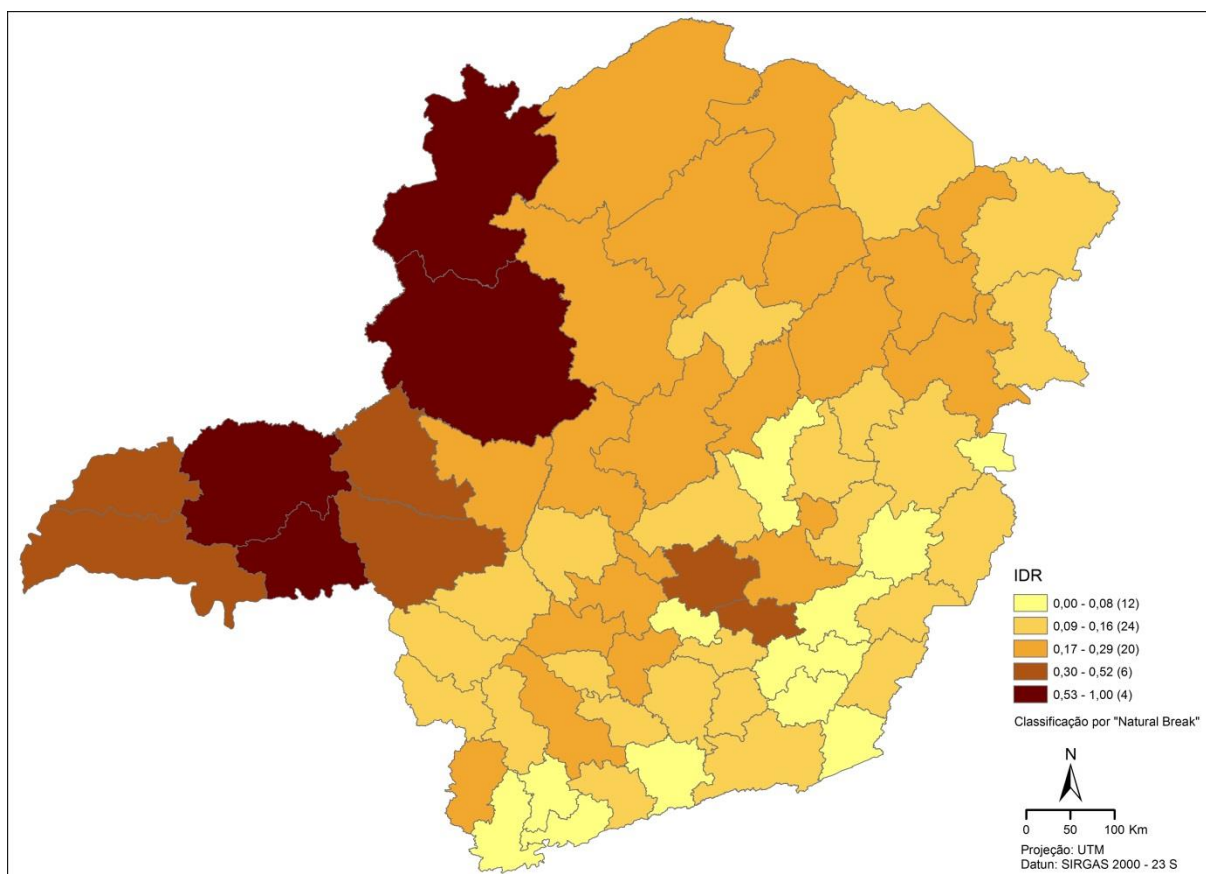 IDR
0,00 - 0,08 (12)
0,09 - 0,16 (24)
0,17 - 0,29 (20)
0,30 - 0,52 (6)
0,53 - 1,00 (4)
Classificação por "Natural Break"
N
0 50 100 Km
Projeção: UTM
Datun: SIRGAS 2000 - 23 S